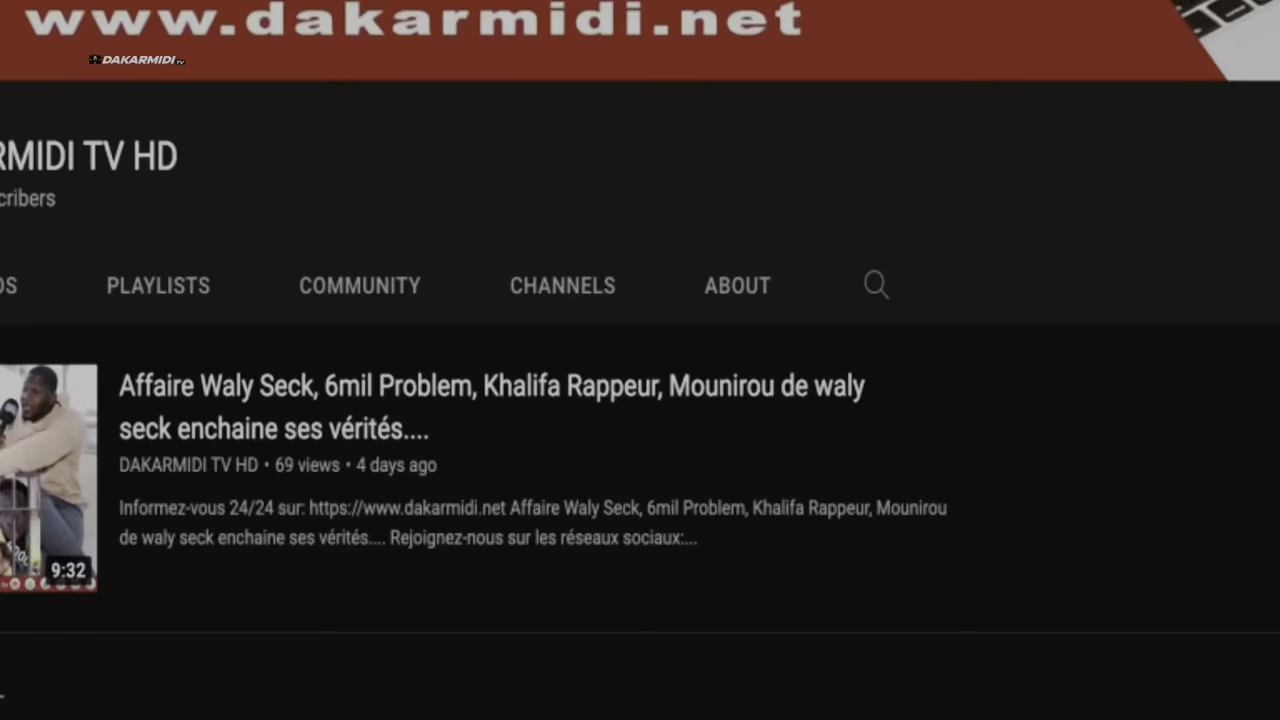 www.dakarmidi.net
DAKARMIDI TV
RMIDI TV HD
cribers
OS
PLAYLISTS
COMMUNITY
CHANNELS
ABOUT
Affaire Waly Seck, 6mil Problem, Khalifa Rappeur, Mounirou de waly
seck enchaine ses vérités....
DAKARMIDI TV HD • 69 views • 4 days ago
Informez-vous 24/24 sur: https://www.dakarmidi.net Affaire Waly Seck, 6mil Problem, Khalifa Rappeur, Mounirou
de waly seck enchaine ses vérités.... Rejoignez-nous sur les réseaux sociaux:...
9:32